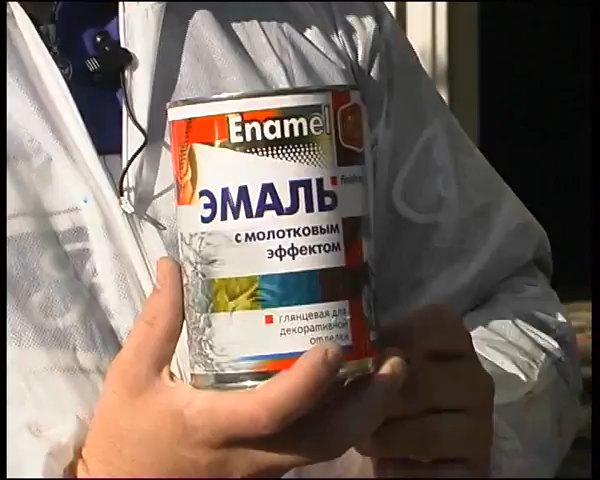 Enamel
ЭМАЛЬ
с молотковым
эффектом
глянцевая для
декоративной
отделки